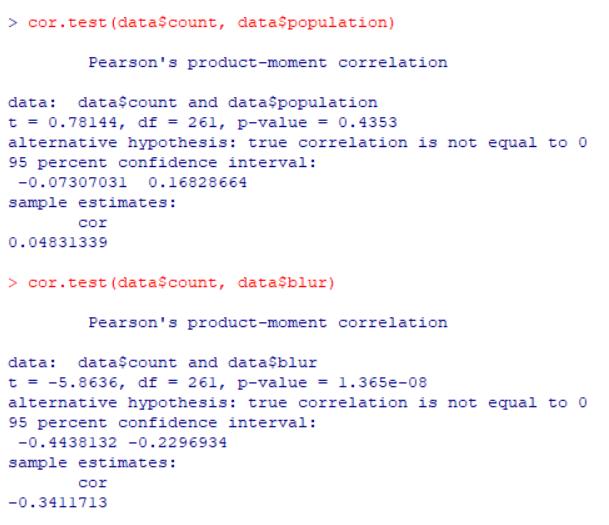 > cor.test(data$count, data$population)
Pearson's product-moment correlation
data:  data$count and data$population
t = 0.78144, df = 261, p-value = 0.4353
alternative hypothesis: true correlation is not equal to 0
95 percent confidence interval:
-0.07307031  0.16828664
sample estimates:
cor
0.04831339
> cor.test(data$count, data$blur)
Pearson's product-moment correlation
data:  data$count and data$blur
t = -5.8636, df = 261, p-value = 1.365e-08
alternative hypothesis: true correlation is not equal to 0
95 percent confidence interval:
-0.4438132 -0.2296934
sample estimates:
cor
-0.3411713